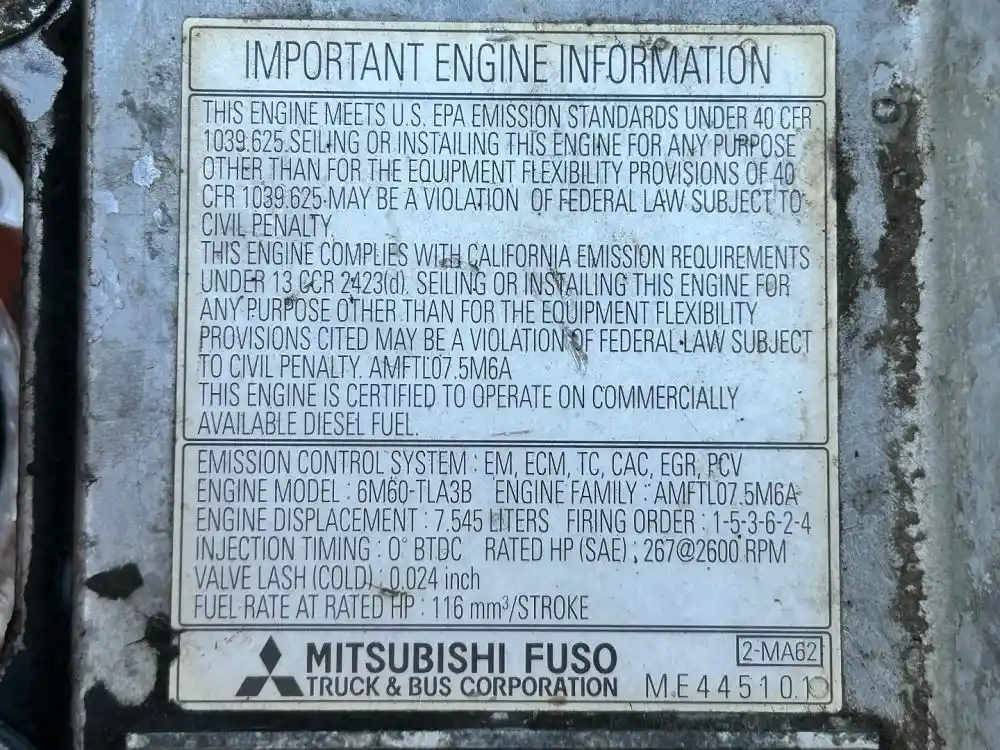 IMPORTANT ENGINE INFORMATION
THIS ENGINE MEETS U.S. EPA EMISSION STANDARDS UNDER 40 CFR
1039.625.SEILING OR INSTAILING THIS ENGINE FOR ANY PURPOSE
OTHER THAN FOR THE EQUIPMENT FLEXIBILITY PROVISIONS OF 40
CFR 1039.625 MAY BE A VIOLATION OF FEDERAL LAW SUBJECT TO
CIVIL PENALTY.
THIS ENGINE COMPLIES WITH CALIFORNIA EMISSION REQUIREMENTS
UNDER 13 CCR 2423(d). SEILING OR INSTAILING THIS ENGINE FOR
ANY PURPOSE OTHER THAN FOR THE EQUIPMENT FLEXIBILITY
PROVISIONS CITED MAY BE A VIOLATION OF FEDERAL LAW SUBJECT
TO CIVIL PENALTY. AMFTL07.5M6A
THIS ENGINE IS CERTIFIED TO OPERATE ON COMMERCIALLY
AVAILABLE DIESEL FUEL.
EMISSION CONTROL SYSTEM : EM, ECM, TC, CAC, EGR, PCV
ENGINE MODEL : 6M60-TLA3B ENGINE FAMILY : AMFTL07.5M6A
ENGINE DISPLACEMENT : 7.545 LITERS FIRING ORDER : 1-5-3-6-2-4
INJECTION TIMING : 0° BTDC RATED HP (SAE) : 267@2600 RPM
VALVE LASH (COLD) : 0.024 inch
FUEL RATE AT RATED HP : 116 mm³/STROKE
MITSUBISHI FUSO
TRUCK & BUS CORPORATION
2-MA62
ME445101